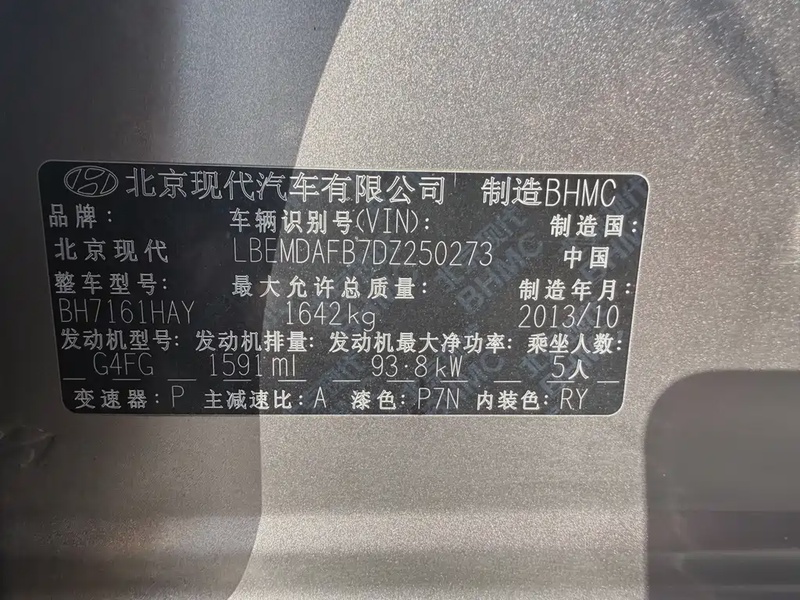 北京现代汽车有限公司 制造BHMC
品牌: 车辆识别号(VIN): 制造国:
北京现代 LBEMDAFB7DZ250273 中国
整车型号: 最大允许总质量: 制造年月:
BH7161HAY 1642kg 2013/10
发动机型号: 发动机排量: 发动机最大净功率: 乘坐人数:
G4FG 1591ml 93.8kW 5人
变速器: P 主减速比: A 漆色: P7N 内装色: RY